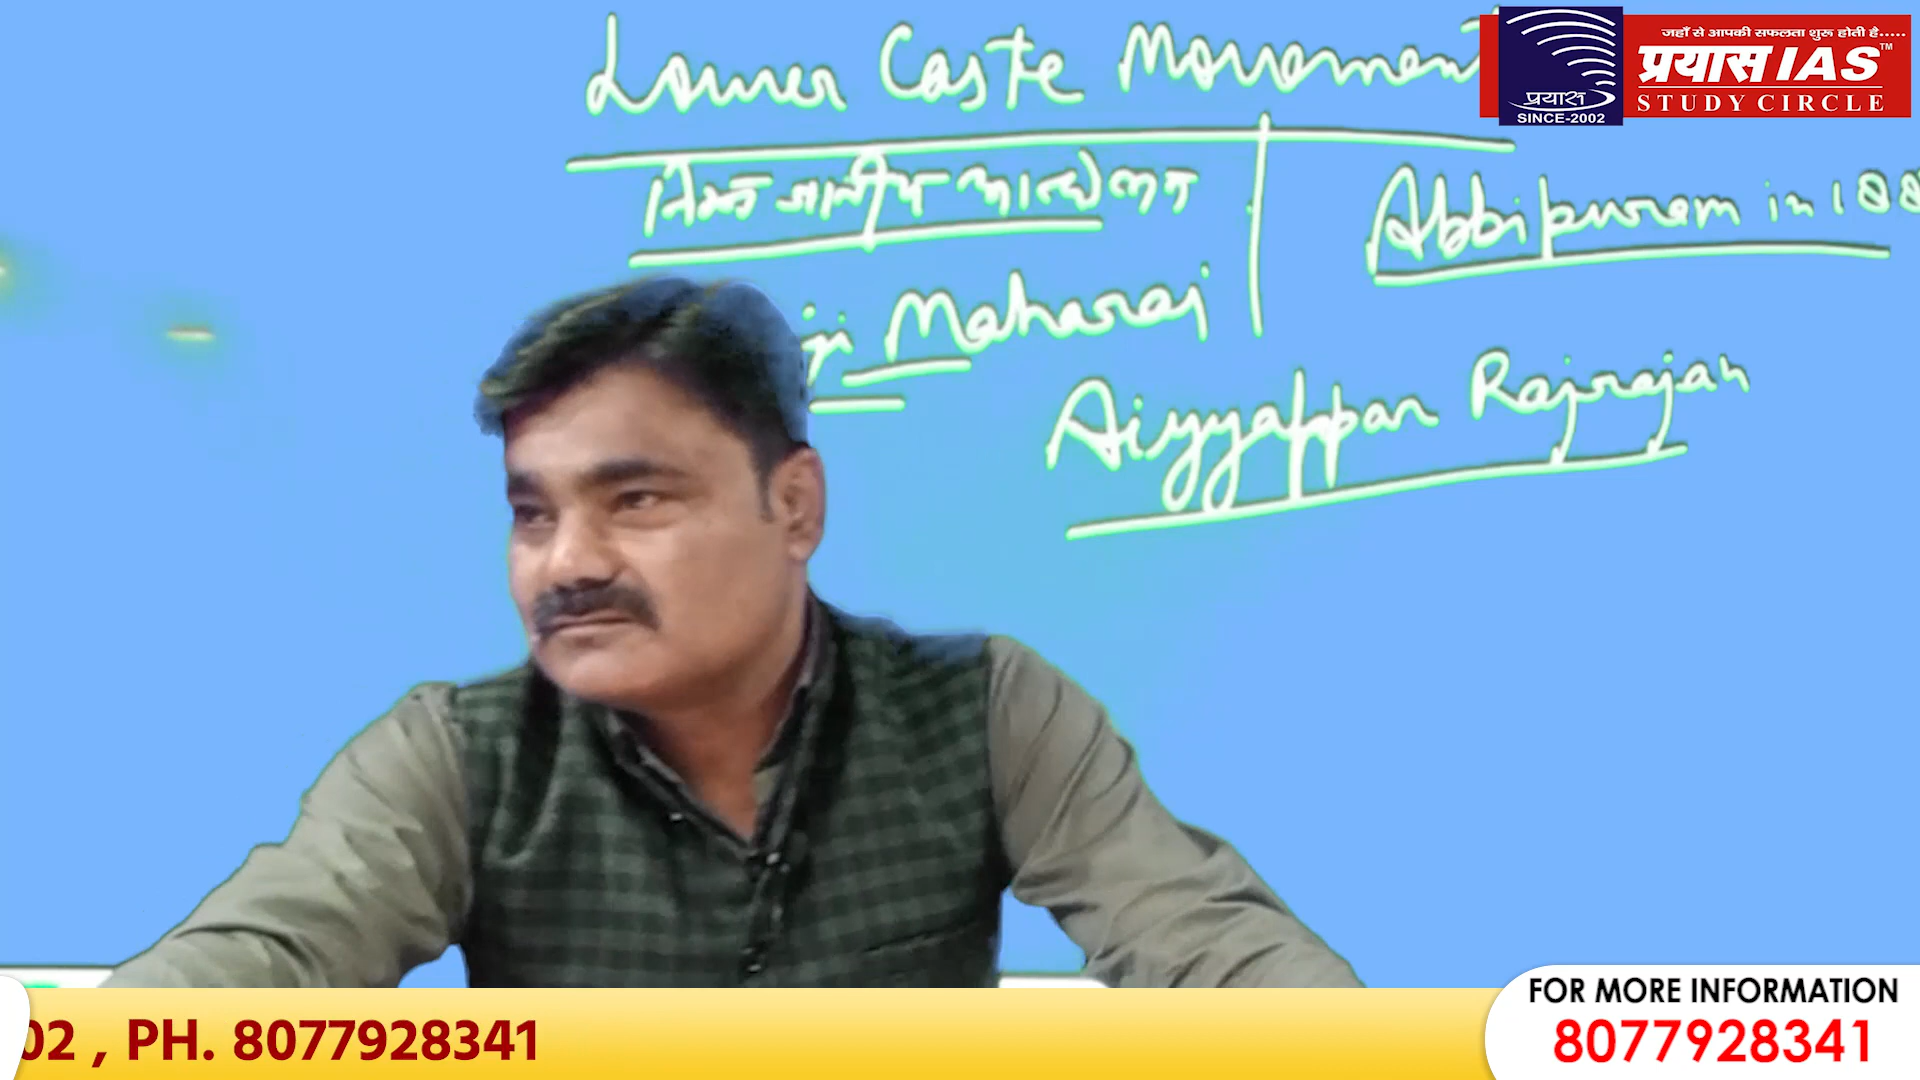 Lower Caste Movement
निम्न जातीय आन्दोलन
Abbipuram in 188
ji Maharaj
Aiyyappan Rajrajan
जहाँ से आपकी सफलता शुरू होती है.....
प्रयास IAS™
STUDY CIRCLE
प्रयास
SINCE-2002
02 , PH. 8077928341
FOR MORE INFORMATION
8077928341